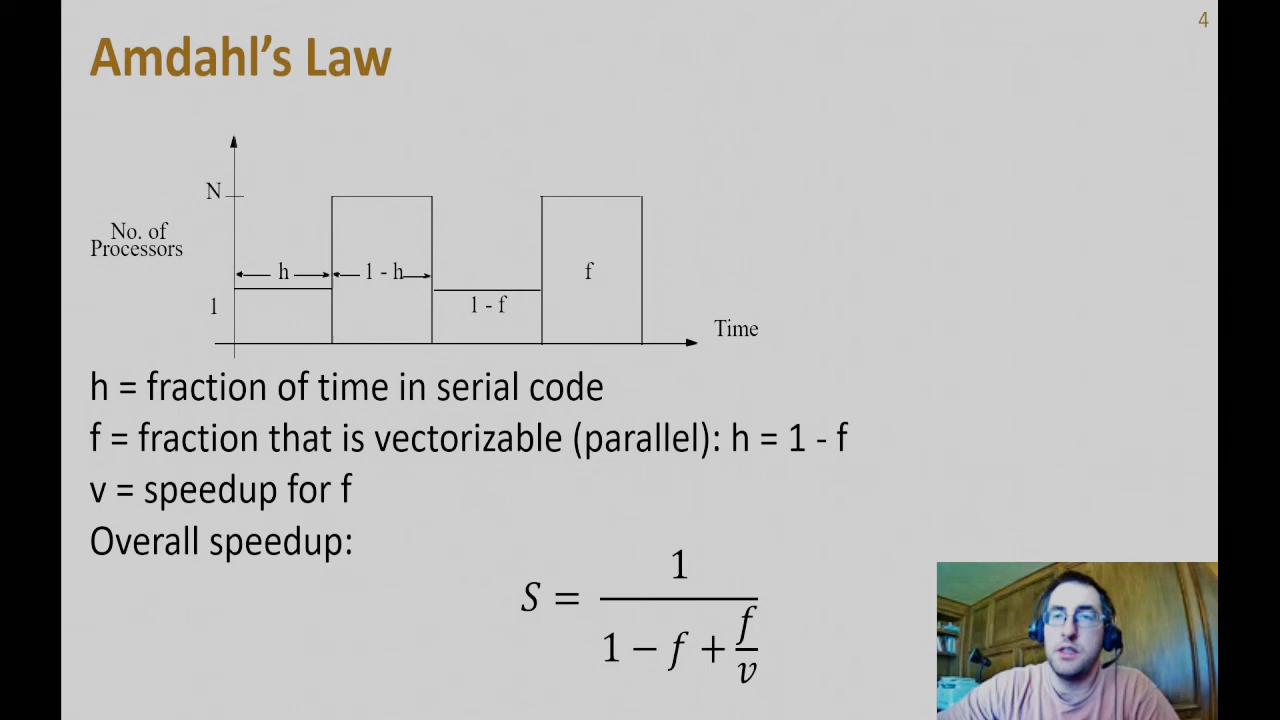 4
Amdahl's Law
N
No. of
Processors
h
1 - h
f
1
1 - f
Time
h = fraction of time in serial code
f = fraction that is vectorizable (parallel): h = 1 - f
v = speedup for f
Overall speedup:
S = 1 / (1 − f + f/v)